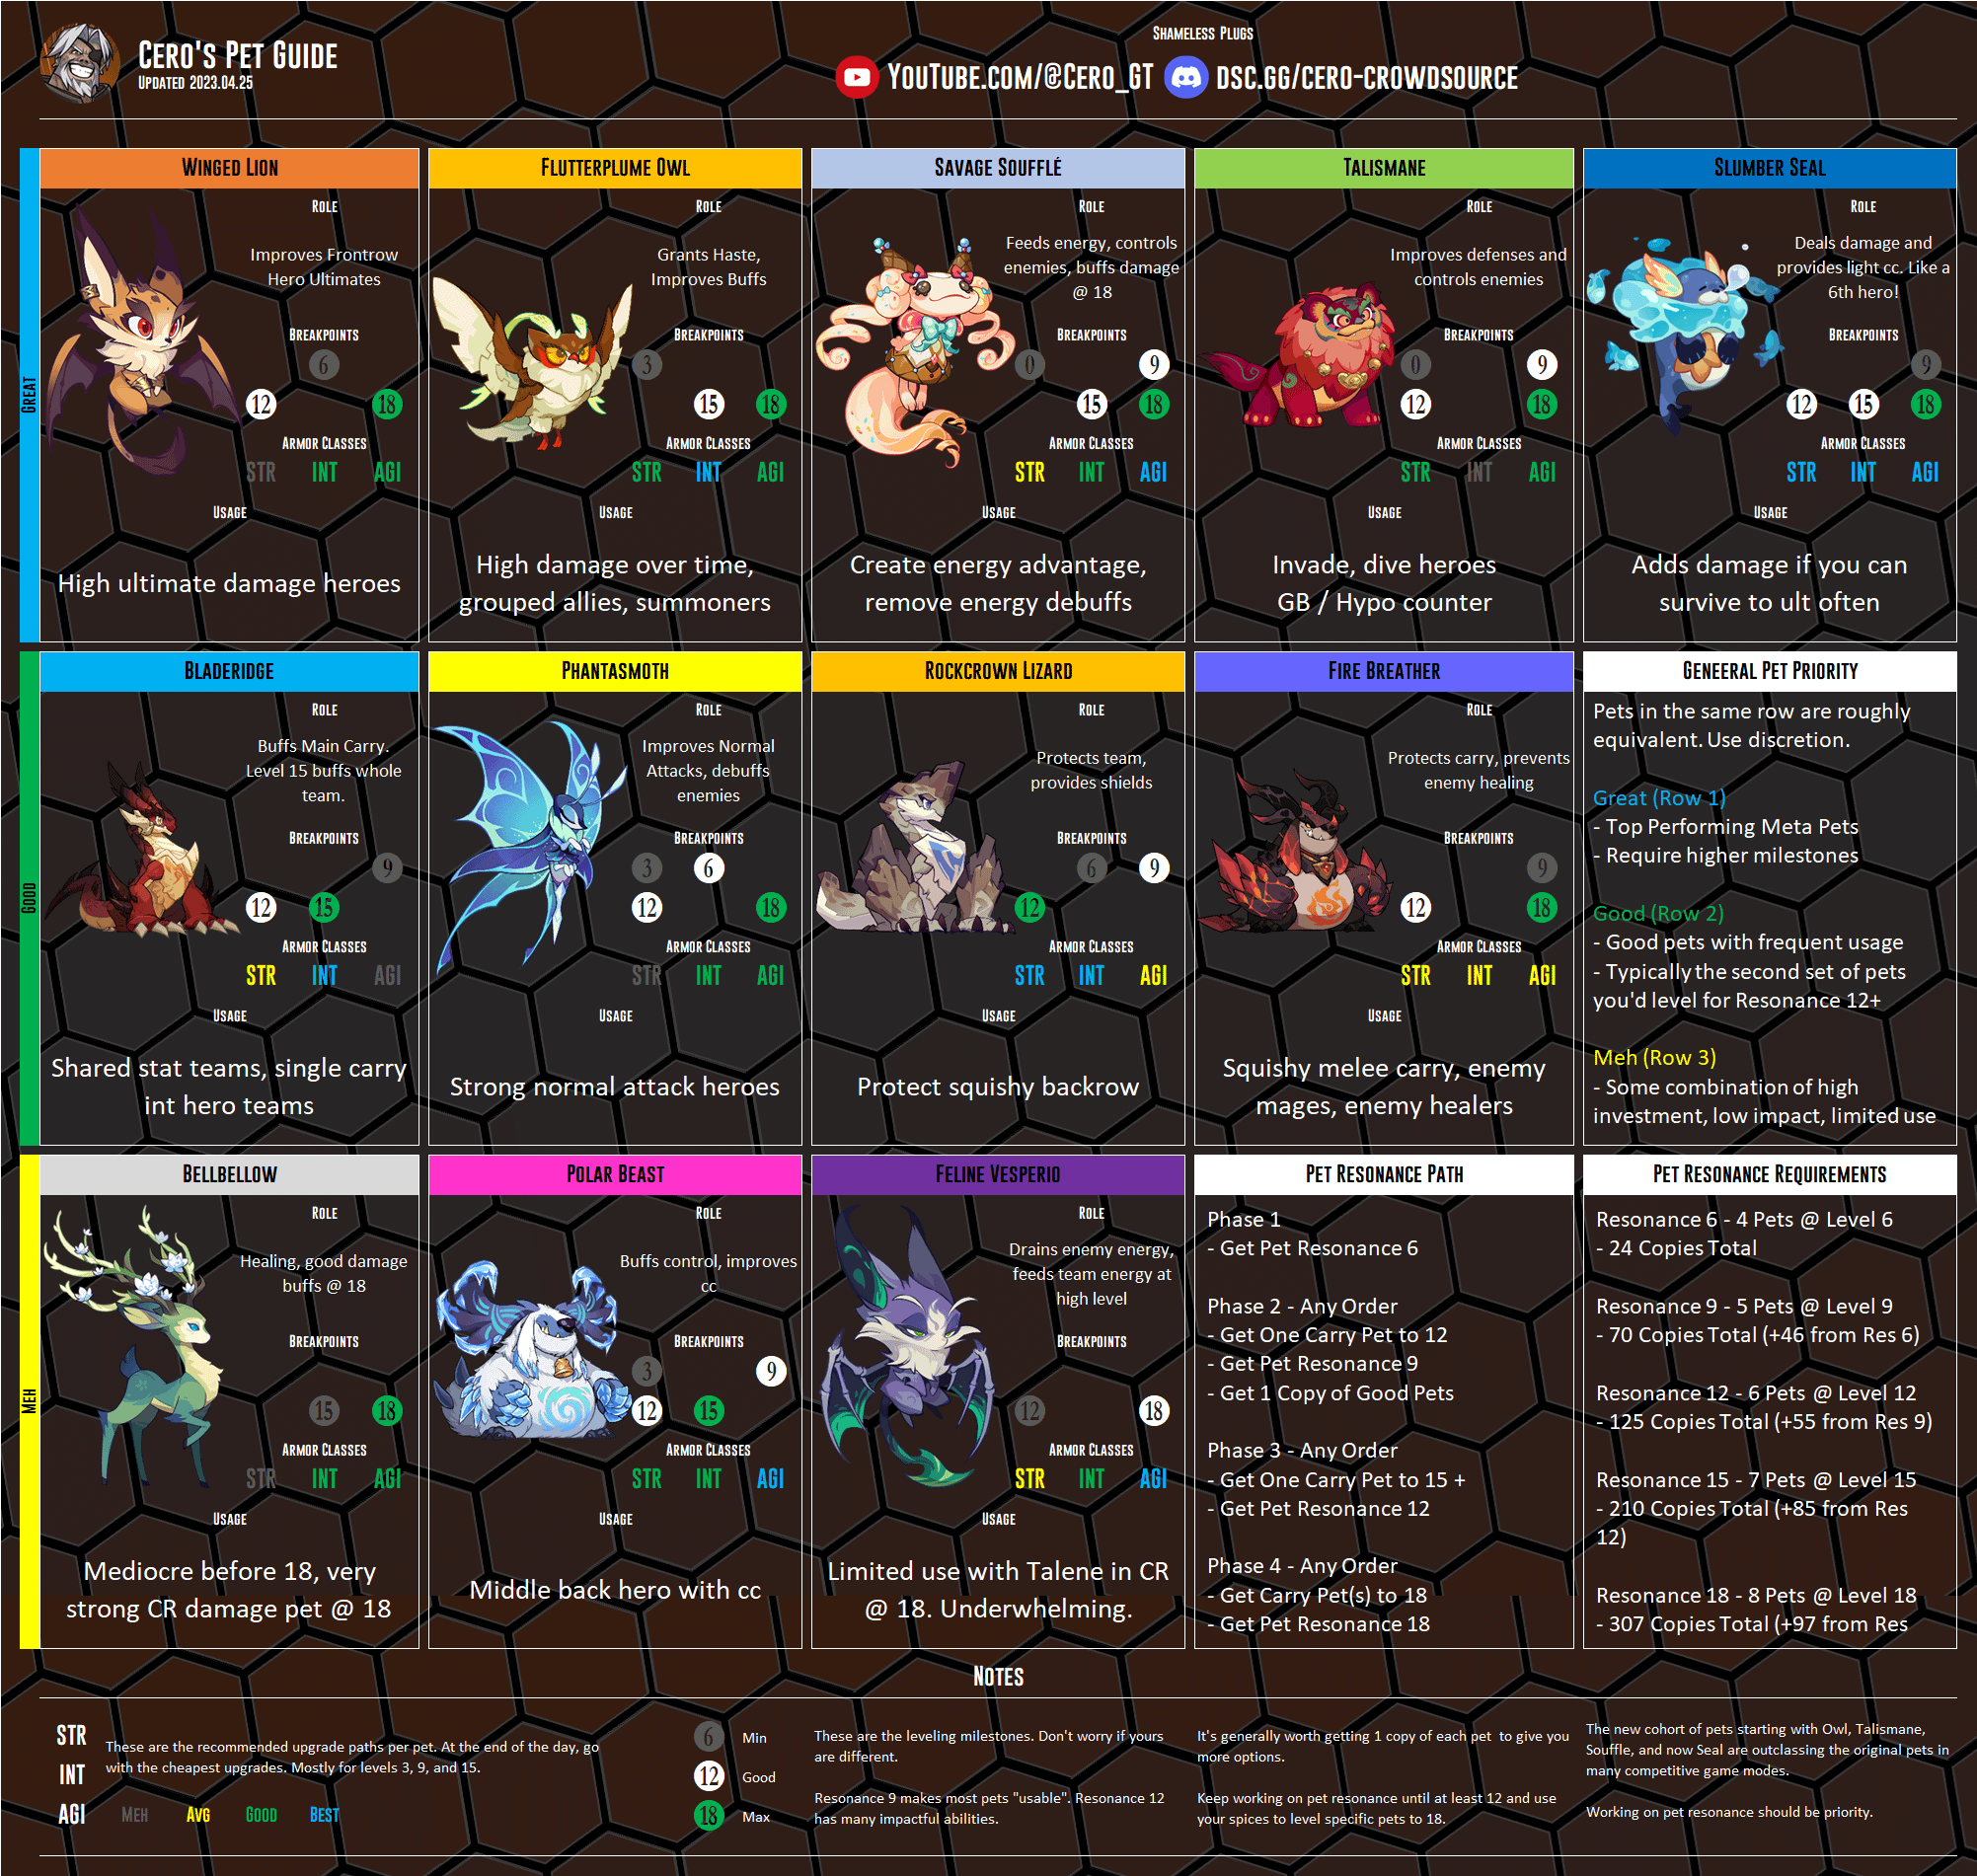 Cero's Pet Guide
Updated 2023.04.25
Shameless Plugs
YouTube.com/@Cero_GT
dsc.gg/cero-crowdsource
Great
Winged Lion
Role
Improves Frontrow
Hero Ultimates
Breakpoints
6
12
18
Armor Classes
STR INT AGI
Usage
High ultimate damage heroes
Flutterplume Owl
Role
Grants Haste,
Improves Buffs
Breakpoints
3
15
18
Armor Classes
STR INT AGI
Usage
High damage over time,
grouped allies, summoners
Savage Soufflé
Role
Feeds energy, controls
enemies, buffs damage
@ 18
Breakpoints
0 9
15 18
Armor Classes
STR INT AGI
Usage
Create energy advantage,
remove energy debuffs
Talismane
Role
Improves defenses and
controls enemies
Breakpoints
0 9
12 18
Armor Classes
STR INT AGI
Usage
Invade, dive heroes
GB / Hypo counter
Slumber Seal
Role
Deals damage and
provides light cc. Like a
6th hero!
Breakpoints
9
12 15 18
Armor Classes
STR INT AGI
Usage
Adds damage if you can
survive to ult often
Good
Bladeridge
Role
Buffs Main Carry.
Level 15 buffs whole
team.
Breakpoints
9
12 15
Armor Classes
STR INT AGI
Usage
Shared stat teams, single carry
int hero teams
Phantasmoth
Role
Improves Normal
Attacks, debuffs
enemies
Breakpoints
3 6
12 18
Armor Classes
STR INT AGI
Usage
Strong normal attack heroes
Rockcrown Lizard
Role
Protects team,
provides shields
Breakpoints
6 9
12
Armor Classes
STR INT AGI
Usage
Protect squishy backrow
Fire Breather
Role
Protects carry, prevents
enemy healing
Breakpoints
9
12 18
Armor Classes
STR INT AGI
Usage
Squishy melee carry, enemy
mages, enemy healers
Geneeral Pet Priority
Pets in the same row are roughly
equivalent. Use discretion.
Great (Row 1)
- Top Performing Meta Pets
- Require higher milestones
Good (Row 2)
- Good pets with frequent usage
- Typically the second set of pets
you'd level for Resonance 12+
Meh (Row 3)
- Some combination of high
investment, low impact, limited use
Meh
Bellbellow
Role
Healing, good damage
buffs @ 18
Breakpoints
15 18
Armor Classes
STR INT AGI
Usage
Mediocre before 18, very
strong CR damage pet @ 18
Polar Beast
Role
Buffs control, improves
cc
Breakpoints
3 9
12 15
Armor Classes
STR INT AGI
Usage
Middle back hero with cc
Feline Vesperio
Role
Drains enemy energy,
feeds team energy at
high level
Breakpoints
12 18
Armor Classes
STR INT AGI
Usage
Limited use with Talene in CR
@ 18. Underwhelming.
Pet Resonance Path
Phase 1
- Get Pet Resonance 6
Phase 2 - Any Order
- Get One Carry Pet to 12
- Get Pet Resonance 9
- Get 1 Copy of Good Pets
Phase 3 - Any Order
- Get One Carry Pet to 15 +
- Get Pet Resonance 12
Phase 4 - Any Order
- Get Carry Pet(s) to 18
- Get Pet Resonance 18
Pet Resonance Requirements
Resonance 6 - 4 Pets @ Level 6
- 24 Copies Total
Resonance 9 - 5 Pets @ Level 9
- 70 Copies Total (+46 from Res 6)
Resonance 12 - 6 Pets @ Level 12
- 125 Copies Total (+55 from Res 9)
Resonance 15 - 7 Pets @ Level 15
- 210 Copies Total (+85 from Res
12)
Resonance 18 - 8 Pets @ Level 18
- 307 Copies Total (+97 from Res
Notes
STR
INT
AGI
These are the recommended upgrade paths per pet. At the end of the day, go
with the cheapest upgrades. Mostly for levels 3, 9, and 15.
Meh Avg Good Best
6 Min
12 Good
18 Max
These are the leveling milestones. Don't worry if yours
are different.
Resonance 9 makes most pets "usable". Resonance 12
has many impactful abilities.
It's generally worth getting 1 copy of each pet to give you
more options.
Keep working on pet resonance until at least 12 and use
your spices to level specific pets to 18.
The new cohort of pets starting with Owl, Talismane,
Souffle, and now Seal are outclassing the original pets in
many competitive game modes.
Working on pet resonance should be priority.